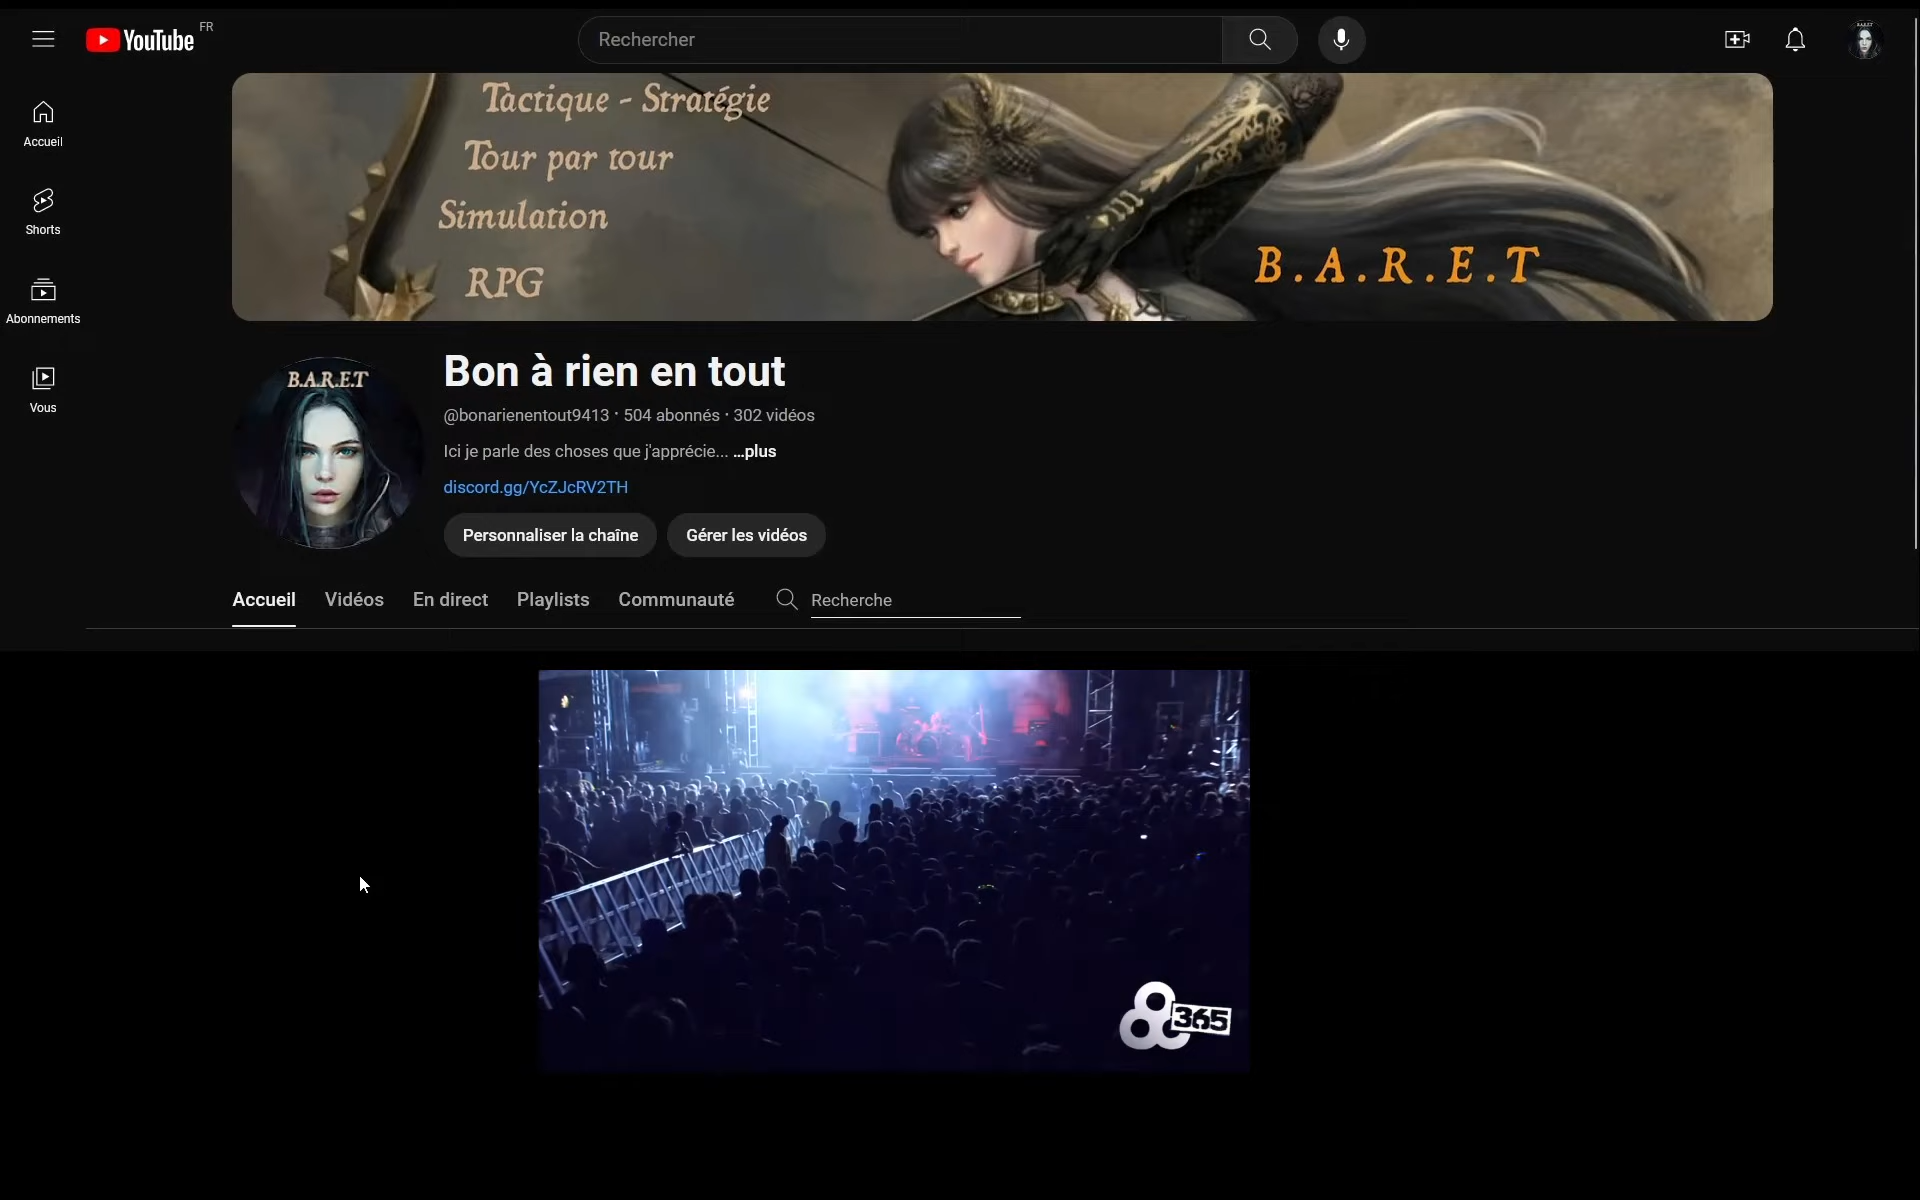 YouTube FR
Rechercher
Accueil
Shorts
Abonnements
Vous
Tactique - Stratégie
Tour par tour
Simulation
RPG
B.A.R.E.T
B.A.R.E.T
Bon à rien en tout
@bonarienentout9413 · 504 abonnés · 302 vidéos
Ici je parle des choses que j'apprécie... ...plus
discord.gg/YcZJcRV2TH
Personnaliser la chaîne Gérer les vidéos
Accueil Vidéos En direct Playlists Communauté Recherche
365